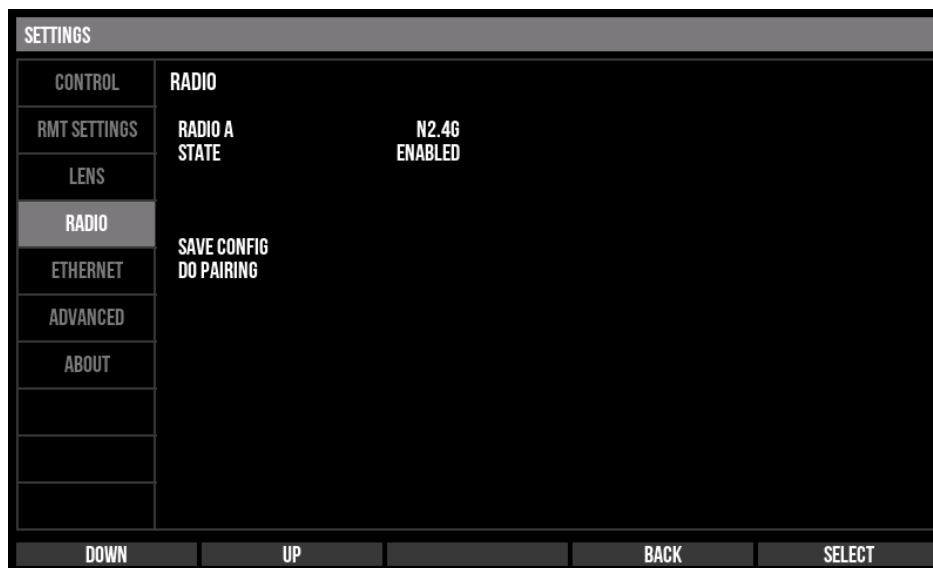 SETTINGS
CONTROL
RMT SETTINGS
LENS
RADIO
ETHERNET
ADVANCED
ABOUT
RADIO
RADIO A N2.4G
STATE ENABLED
SAVE CONFIG
DO PAIRING
DOWN UP BACK SELECT